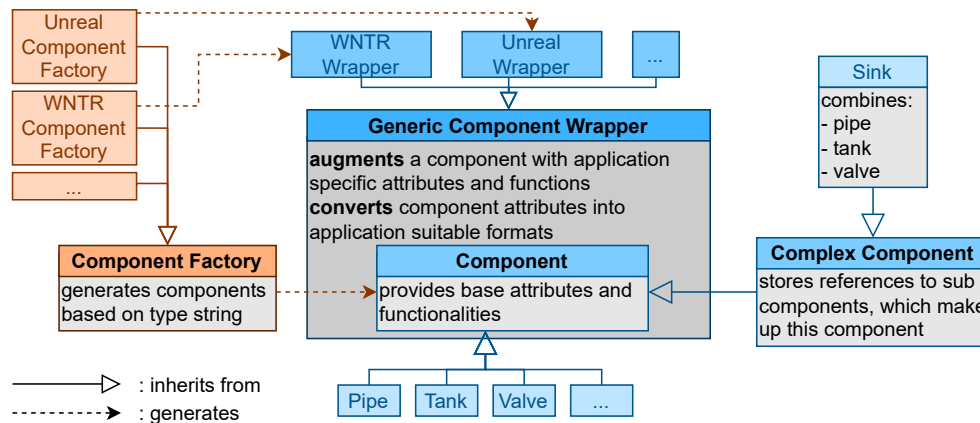 Unreal
Component
Factory
WNTR
Component
Factory
...
WNTR
Wrapper
Unreal
Wrapper
...
Generic Component Wrapper
augments a component with application
specific attributes and functions
converts component attributes into
application suitable formats
Component
provides base attributes and
functionalities
Component Factory
generates components
based on type string
Sink
combines:
- pipe
- tank
- valve
Complex Component
stores references to sub
components, which make
up this component
Pipe
Tank
Valve
...
: inherits from
: generates